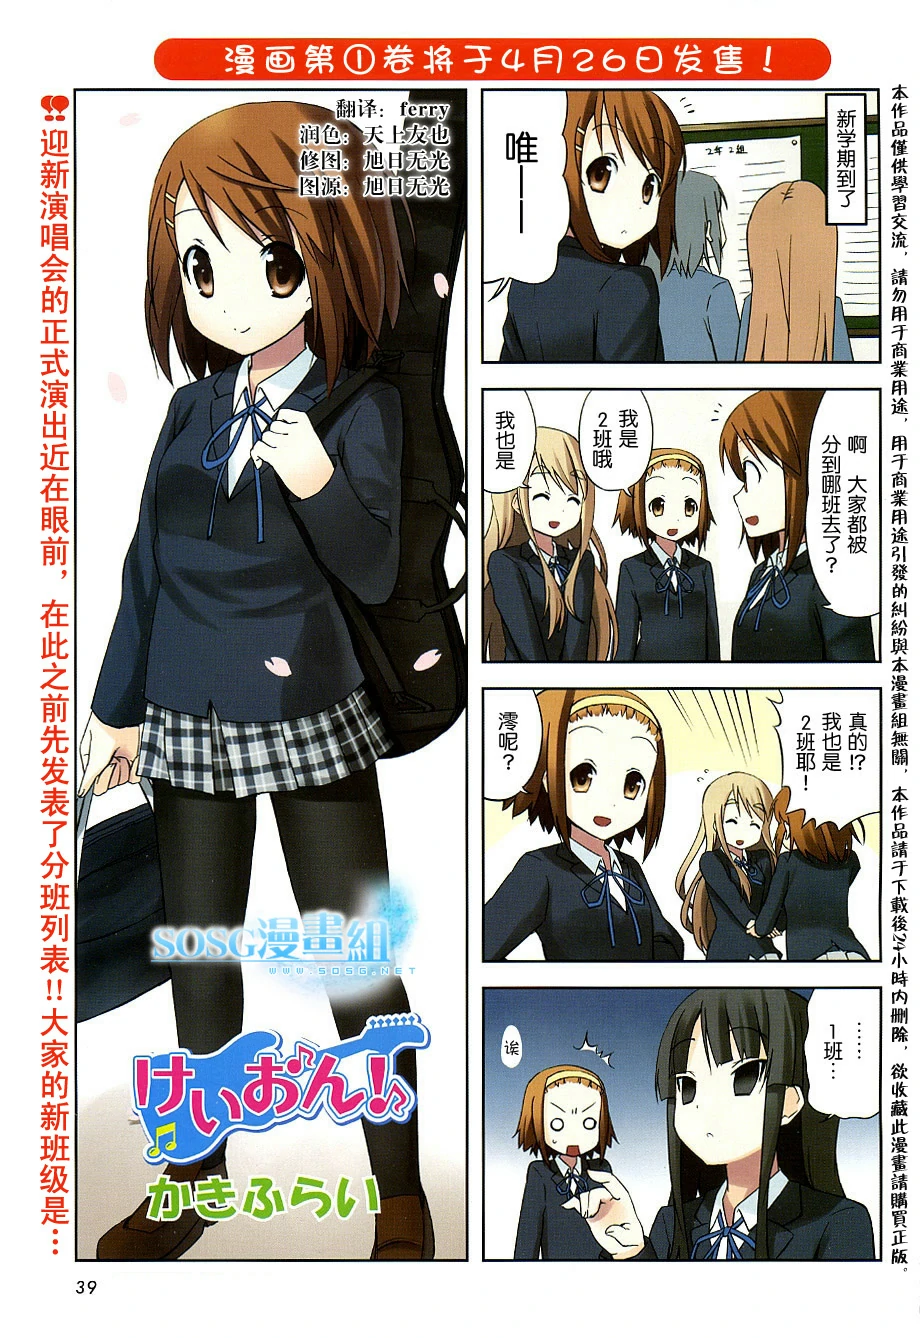 漫画第①卷将于4月26日发售！
!!迎新演唱会的正式演出近在眼前，在此之前先发表了分班列表!!大家的新班级是…
翻译：ferry
润色：天上友也
修图：旭日无光
图源：旭日无光
SOSG漫畫組
WWW.SOSG.NET
けいおん!
かきふらい
39
新学期到了
2年2組
唯——
啊 大家都被
分到哪班去了？
我是
2班哦
我也是
真的!?
我也是
2班耶！
澪呢？
……
1班…
诶
本作品僅供學習交流，請勿用于商業用途，用于商業用途引發的糾紛與本漫畫組無關，本作品請于下載後24小時内删除，欲收藏此漫畫請購買正版。